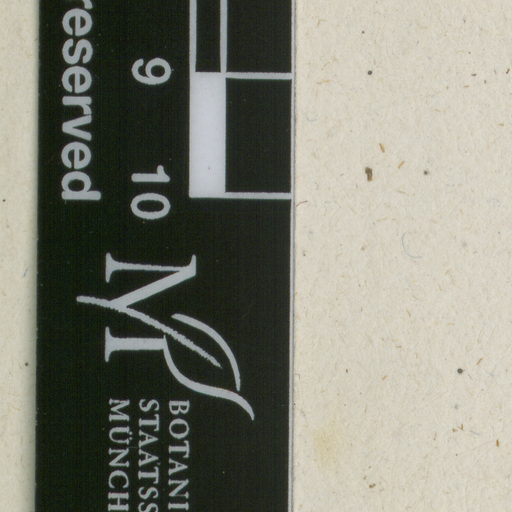 reserved
9 10
M
BOTANI
STAATSS
MÜNCH